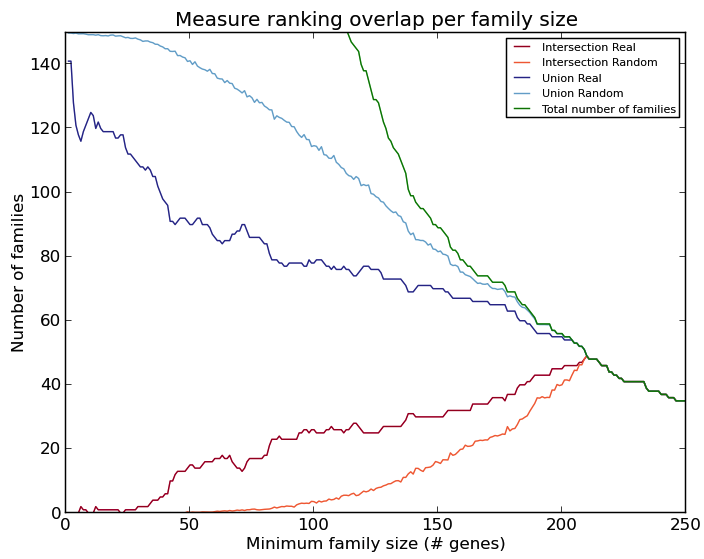 Measure ranking overlap per family size
Intersection Real
Intersection Random
Union Real
Union Random
Total number of families
Number of families
140
120
100
80
60
40
20
0
0 50 100 150 200 250
Minimum family size (# genes)